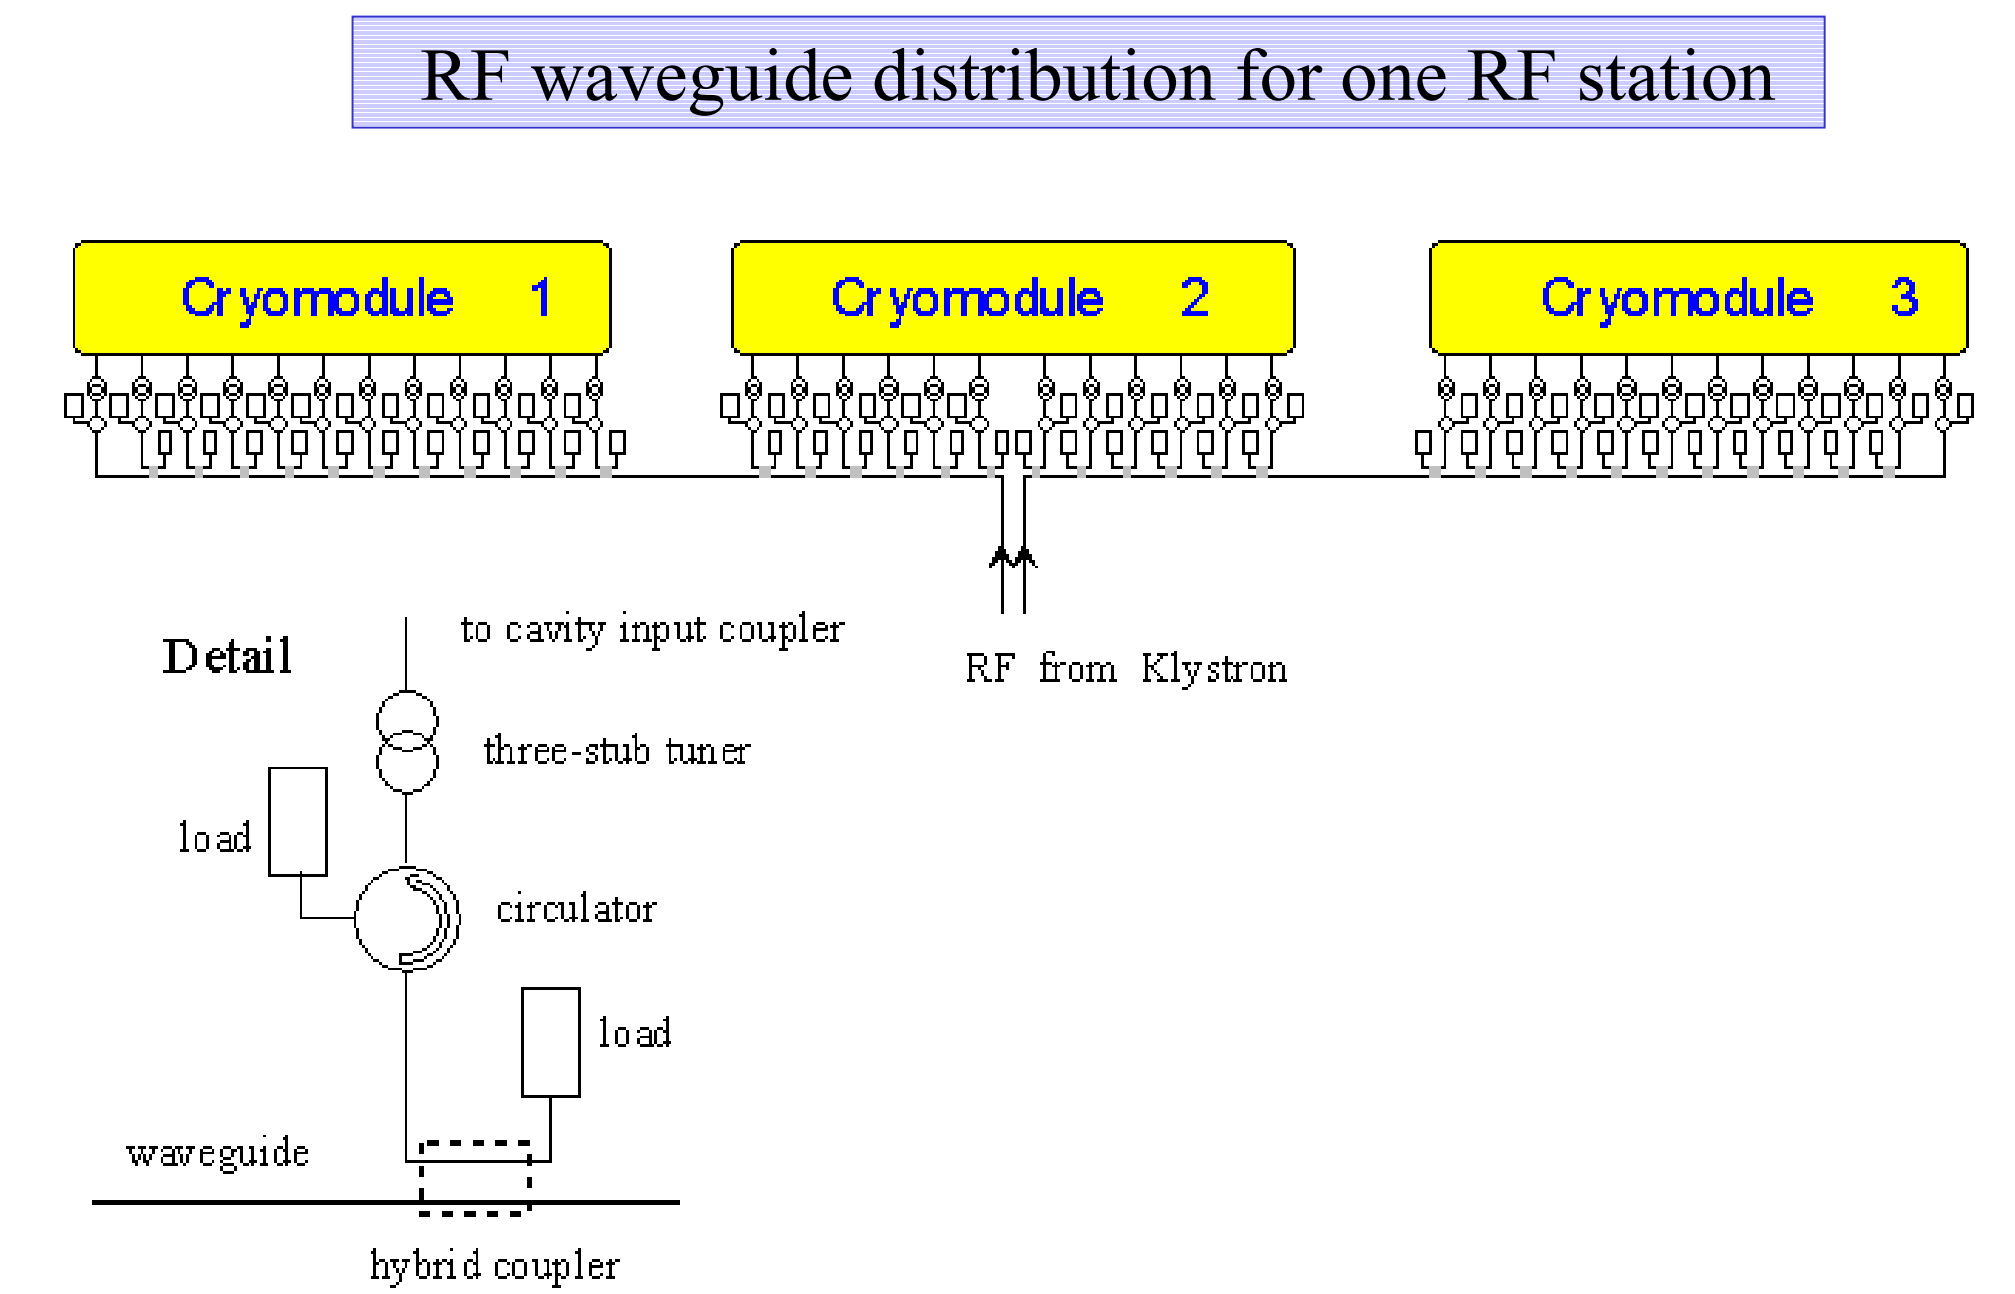 RF waveguide distribution for one RF station
Cryomodule 1
Cryomodule 2
Cryomodule 3
to cavity input coupler
Detail
RF from Klystron
three-stub tuner
load
circulator
load
waveguide
hybrid coupler